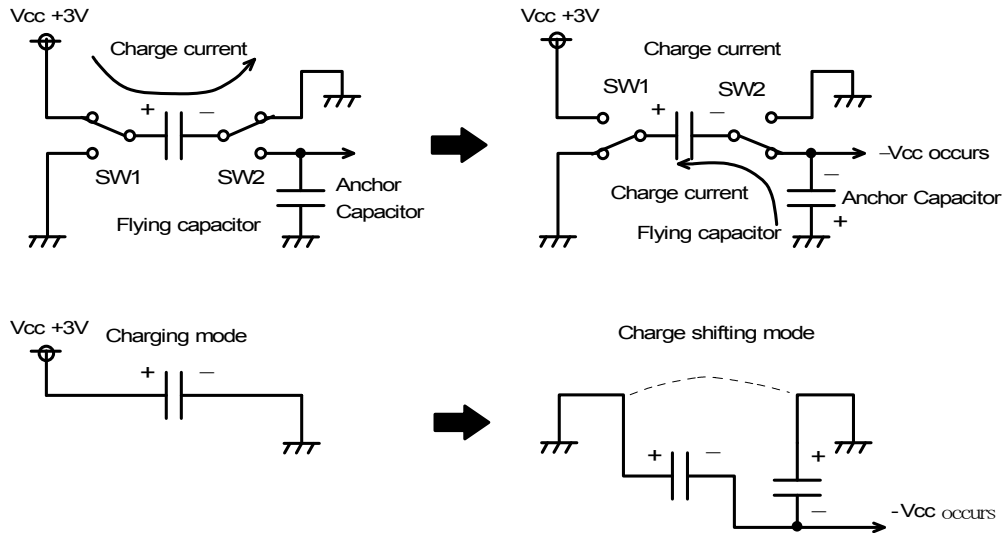 Vcc +3V
Charge current
+
−
SW1
SW2
Anchor
Capacitor
Flying capacitor
Vcc +3V
Charge current
SW1
+
−
SW2
−Vcc occurs
−
Charge current
Anchor Capacitor
+
Flying capacitor
Vcc +3V
Charging mode
+
−
Charge shifting mode
+
−
+
−
-Vcc occurs